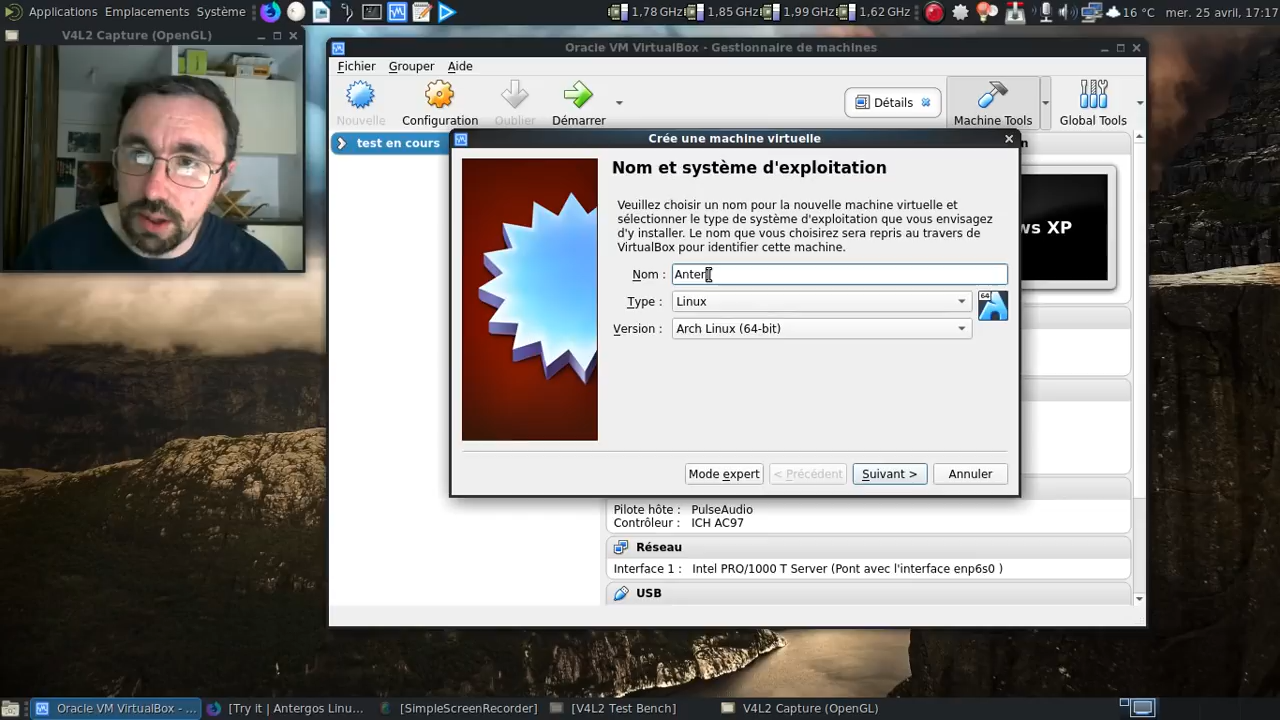 Applications Emplacements Système
1,78 GHz 1,85 GHz 1,99 GHz 1,62 GHz
16 °C mer. 25 avril, 17:17
V4L2 Capture (OpenGL)
Oracle VM VirtualBox - Gestionnaire de machines
Fichier Grouper Aide
Nouvelle Configuration Oublier Démarrer
Détails
Machine Tools Global Tools
test en cours
Crée une machine virtuelle
Nom et système d'exploitation
Veuillez choisir un nom pour la nouvelle machine virtuelle et
sélectionner le type de système d'exploitation que vous envisagez
d'y installer. Le nom que vous choisirez sera repris au travers de
VirtualBox pour identifier cette machine.
Nom : Anter
Type : Linux
64
Version : Arch Linux (64-bit)
Mode expert < Précédent Suivant > Annuler
n
ws XP
Pilote hôte : PulseAudio
Contrôleur : ICH AC97
Réseau
Interface 1 : Intel PRO/1000 T Server (Pont avec l'interface enp6s0 )
USB
Oracle VM VirtualBox - ...
[Try it | Antergos Linu...
[SimpleScreenRecorder]
[V4L2 Test Bench]
V4L2 Capture (OpenGL)